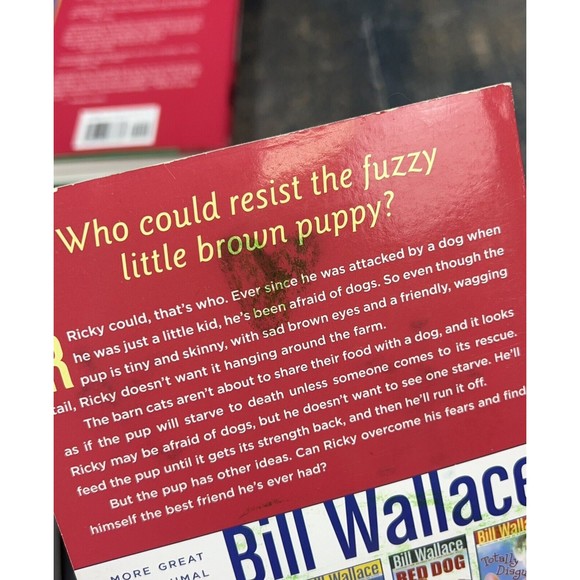 Who could resist the fuzzy
little brown puppy?
R
Ricky could, that's who. Ever since he was attacked by a dog when
he was just a little kid, he's been afraid of dogs. So even though the
pup is tiny and skinny, with sad brown eyes and a friendly, wagging
tail, Ricky doesn't want it hanging around the farm.
The barn cats aren't about to share their food with a dog, and it looks
as if the pup will starve to death unless someone comes to its rescue.
Ricky may be afraid of dogs, but he doesn't want to see one starve. He'll
feed the pup until it gets its strength back, and then he'll run it off.
But the pup has other ideas. Can Ricky overcome his fears and find
himself the best friend he's ever had?
MORE GREAT
Bill Wallace
Bill Wallace
Bill Wallace
RED DOG
Bill Wallace
Totally